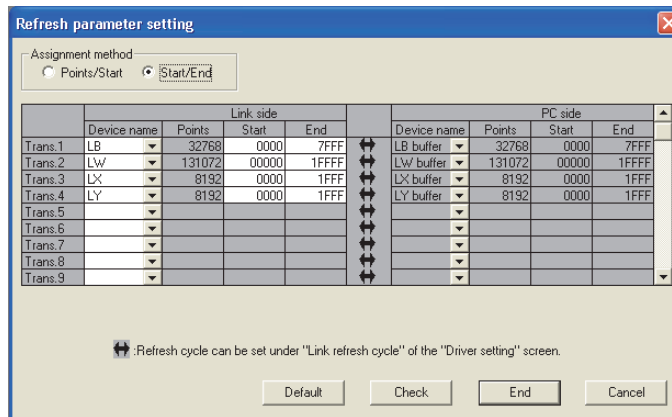 Refresh parameter setting
Assignment method
Points/Start Start/End
Link side PC side
Device name Points Start End Device name Points Start End
Trans.1 LB 32768 0000 7FFF LB buffer 32768 0000 7FFF
Trans.2 LW 131072 00000 1FFFF LW buffer 131072 00000 1FFFF
Trans.3 LX 8192 0000 1FFF LX buffer 8192 0000 1FFF
Trans.4 LY 8192 0000 1FFF LY buffer 8192 0000 1FFF
Trans.5
Trans.6
Trans.7
Trans.8
Trans.9
:Refresh cycle can be set under "Link refresh cycle" of the "Driver setting" screen.
Default Check End Cancel